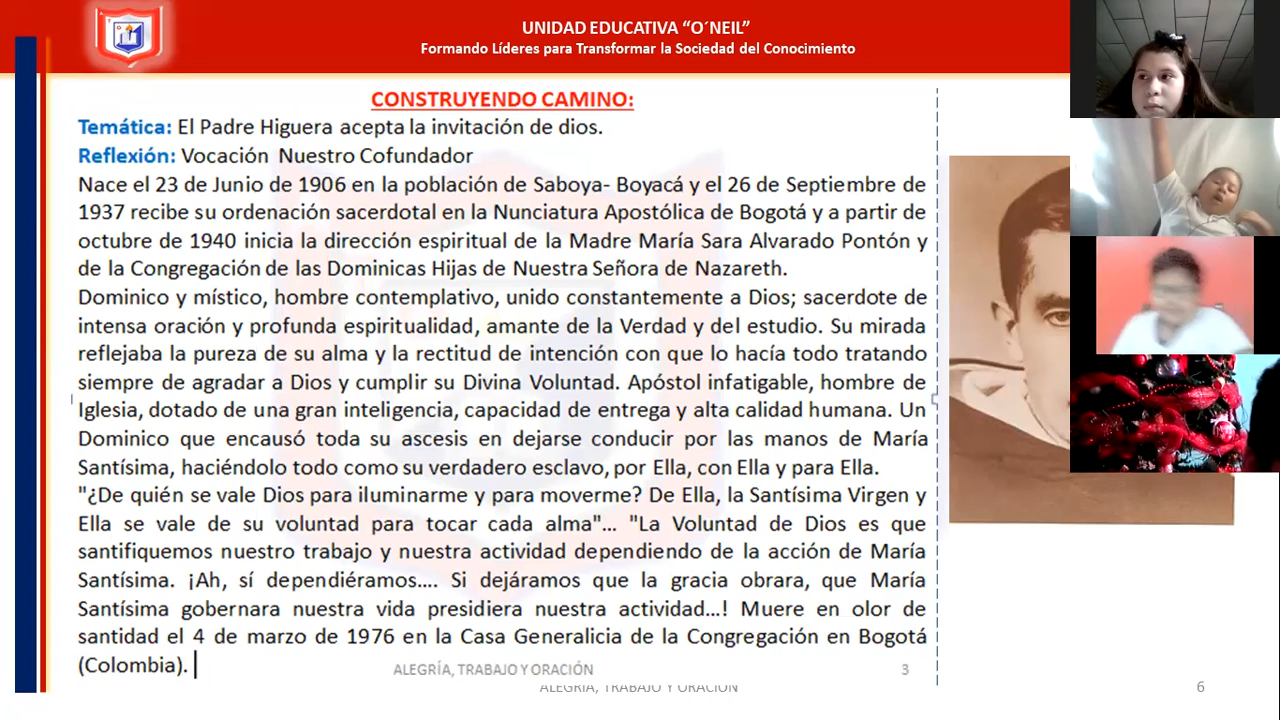 UNIDAD EDUCATIVA “O´NEIL”
Formando Líderes para Transformar la Sociedad del Conocimiento
CONSTRUYENDO CAMINO:
Temática: El Padre Higuera acepta la invitación de dios.
Reflexión: Vocación Nuestro Cofundador
Nace el 23 de Junio de 1906 en la población de Saboya- Boyacá y el 26 de Septiembre de
1937 recibe su ordenación sacerdotal en la Nunciatura Apostólica de Bogotá y a partir de
octubre de 1940 inicia la dirección espiritual de la Madre María Sara Alvarado Pontón y
de la Congregación de las Dominicas Hijas de Nuestra Señora de Nazareth.
Dominico y místico, hombre contemplativo, unido constantemente a Dios; sacerdote de
intensa oración y profunda espiritualidad, amante de la Verdad y del estudio. Su mirada
reflejaba la pureza de su alma y la rectitud de intención con que lo hacía todo tratando
siempre de agradar a Dios y cumplir su Divina Voluntad. Apóstol infatigable, hombre de
Iglesia, dotado de una gran inteligencia, capacidad de entrega y alta calidad humana. Un
Dominico que encausó toda su ascesis en dejarse conducir por las manos de María
Santísima, haciéndolo todo como su verdadero esclavo, por Ella, con Ella y para Ella.
"¿De quién se vale Dios para iluminarme y para moverme? De Ella, la Santísima Virgen y
Ella se vale de su voluntad para tocar cada alma"... "La Voluntad de Dios es que
santifiquemos nuestro trabajo y nuestra actividad dependiendo de la acción de María
Santísima. ¡Ah, sí dependiéramos.... Si dejáramos que la gracia obrara, que María
Santísima gobernara nuestra vida presidiera nuestra actividad...! Muere en olor de
santidad el 4 de marzo de 1976 en la Casa Generalicia de la Congregación en Bogotá
(Colombia).
ALEGRÍA, TRABAJO Y ORACIÓN 3
ALEGRÍA, TRABAJO Y ORACIÓN 6